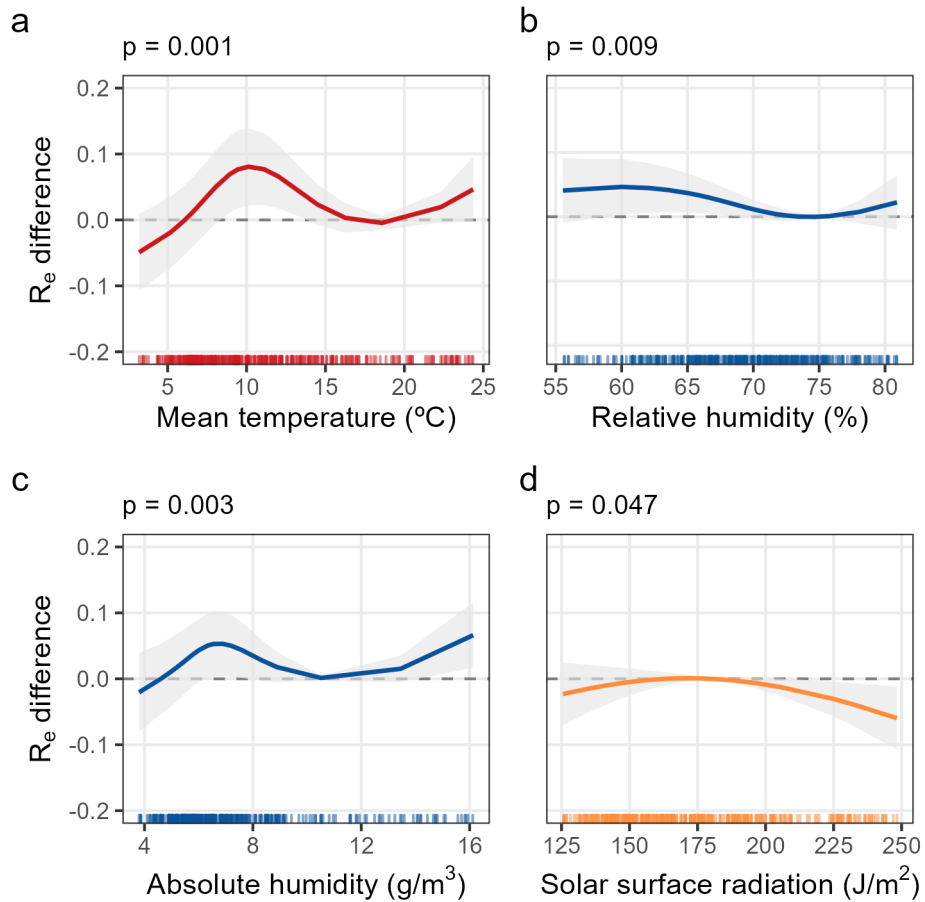 a
p = 0.001
b
p = 0.009
0.2
0.1
0.0
-0.1
-0.2
Re difference
5 10 15 20 25
Mean temperature (ºC)
55 60 65 70 75 80
Relative humidity (%)
c
p = 0.003
d
p = 0.047
0.2
0.1
0.0
-0.1
-0.2
Re difference
4 8 12 16
Absolute humidity (g/m³)
125 150 175 200 225 250
Solar surface radiation (J/m²)